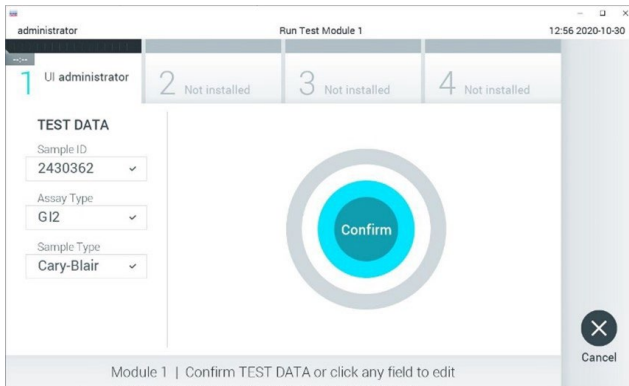 administrator Run Test Module 1 12:56 2020-10-30
--:--
1 UI administrator 2 Not installed 3 Not installed 4 Not installed
TEST DATA
Sample ID
2430362
Assay Type
GI2
Sample Type
Cary-Blair
Confirm
Cancel
Module 1 | Confirm TEST DATA or click any field to edit